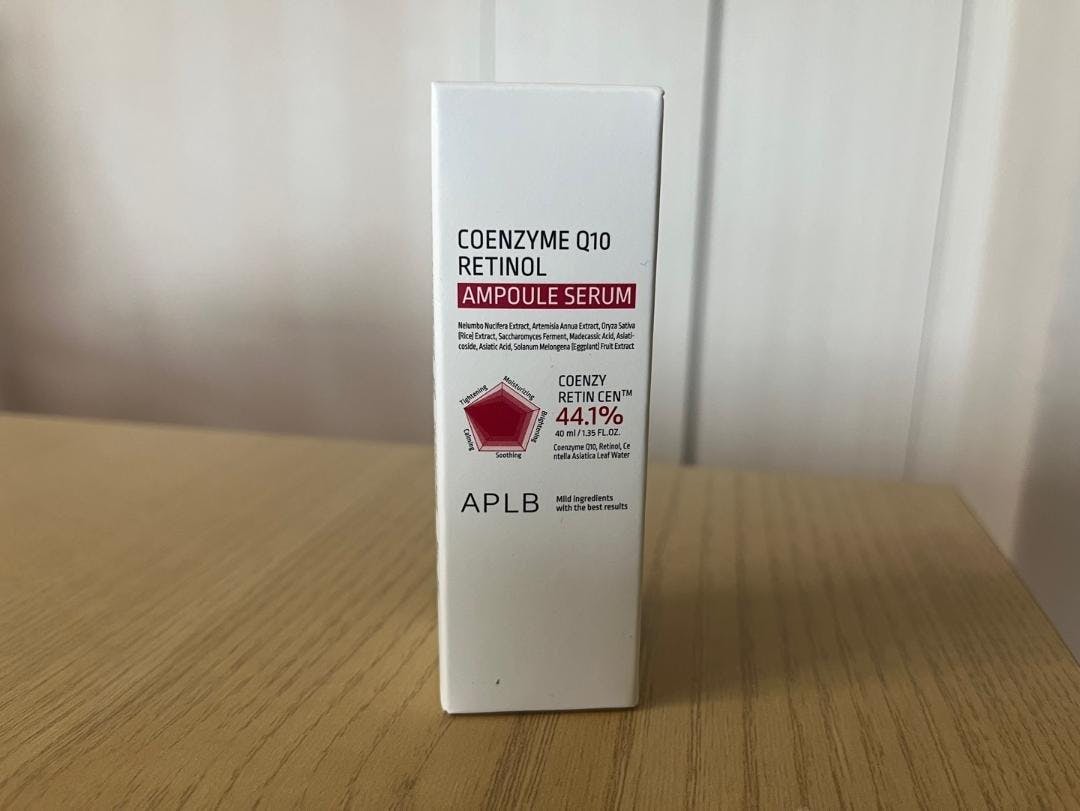 COENZYME Q10
RETINOL
AMPOULE SERUM
Nelumbo Nucifera Extract, Artemisia Annua Extract, Oryza Sativa
(Rice) Extract, Saccharomyces Ferment, Madecassic Acid, Asiati-
coside, Asiatic Acid, Solanum Melongena (Eggplant) Fruit Extract
Tightening
Moisturizing
Brightening
Calming
Soothing
COENZY
RETIN CEN™
44.1%
40 ml / 1.35 FL.OZ.
Coenzyme Q10, Retinol, Ce
ntella Asiatica Leaf Water
APLB
Mild ingredients
with the best results